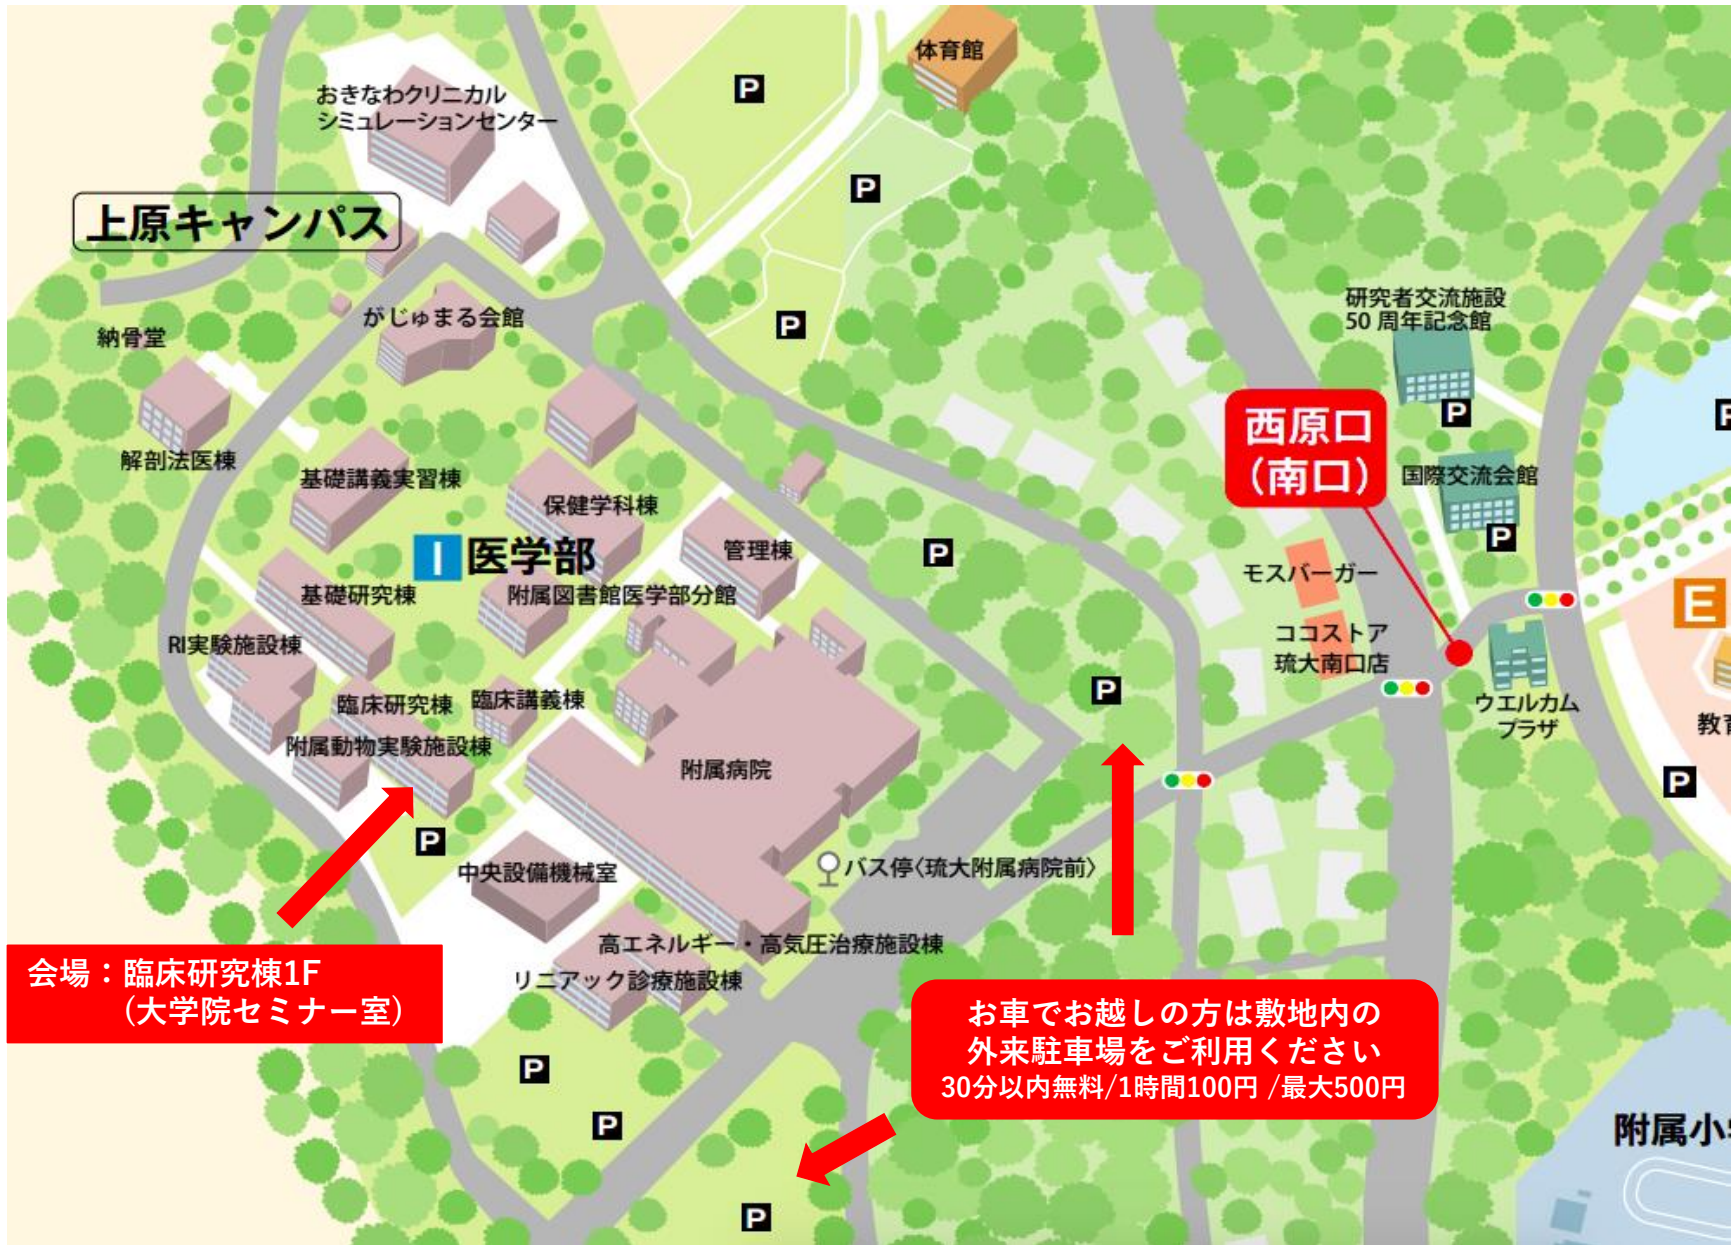 体育館
P
おきなわクリニカル
シミュレーションセンター
P
上原キャンパス
研究者交流施設
50 周年記念館
がじゅまる会館
P
納骨堂
P
西原口
(南口)
解剖法医棟
基礎講義実習棟
国際交流会館
保健学科棟
P
管理棟
P
I 医学部
モスバーガー
基礎研究棟
附属図書館医学部分館
E
RI実験施設棟
ココストア
琉大南口店
P
臨床研究棟
臨床講義棟
ウエルカム
プラザ
附属動物実験施設棟
附属病院
P
P
中央設備機械室
バス停〈琉大附属病院前〉
高エネルギー・高気圧治療施設棟
リニアック診療施設棟
会場：臨床研究棟1F
(大学院セミナー室)
お車でお越しの方は敷地内の
外来駐車場をご利用ください
30分以内無料/1時間100円 /最大500円
P
P
附属小
P